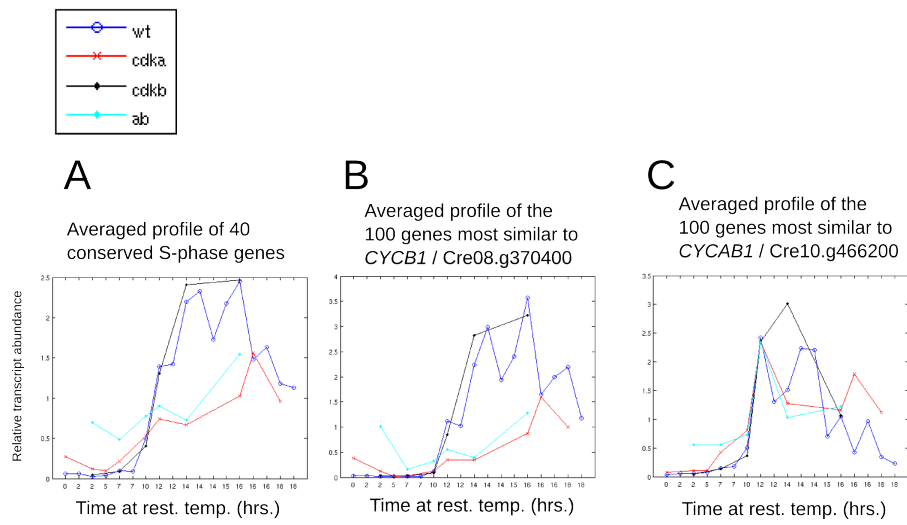 wt
cdka
cdkb
ab
A
B
C
Averaged profile of 40
conserved S-phase genes
Averaged profile of the
100 genes most similar to
CYCB1 / Cre08.g370400
Averaged profile of the
100 genes most similar to
CYCAB1 / Cre10.g466200
Relative transcript abundance
2.5
2
1.5
1
0.5
0
0 2 2 5 7 7 10 12 12 14 14 15 16 16 16 18 18
Time at rest. temp. (hrs.)
4
3.5
3
2.5
2
1.5
1
0.5
0
0 2 2 5 7 7 10 12 12 14 14 15 16 16 16 18 18
Time at rest. temp. (hrs.)
3.5
3
2.5
2
1.5
1
0.5
0
0 2 2 5 7 7 10 12 12 14 14 15 16 16 16 18 18
Time at rest. temp. (hrs.)